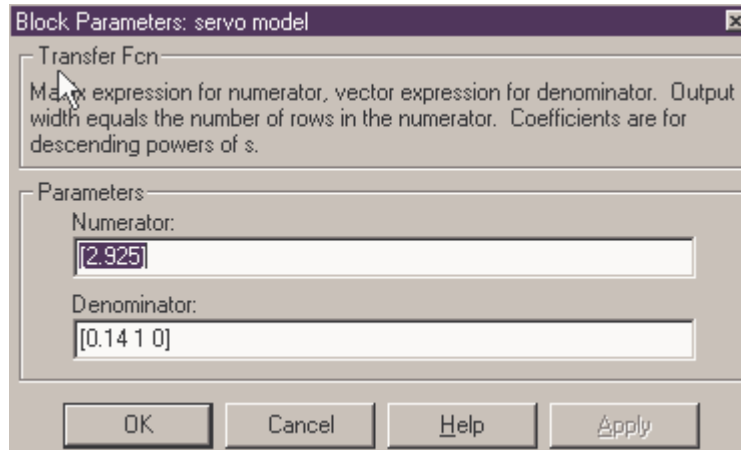 Block Parameters: servo model
Transfer Fcn
Matrix expression for numerator, vector expression for denominator. Output
width equals the number of rows in the numerator. Coefficients are for
descending powers of s.
Parameters
Numerator:
[2.925]
Denominator:
[0.14 1 0]
OK Cancel Help Apply